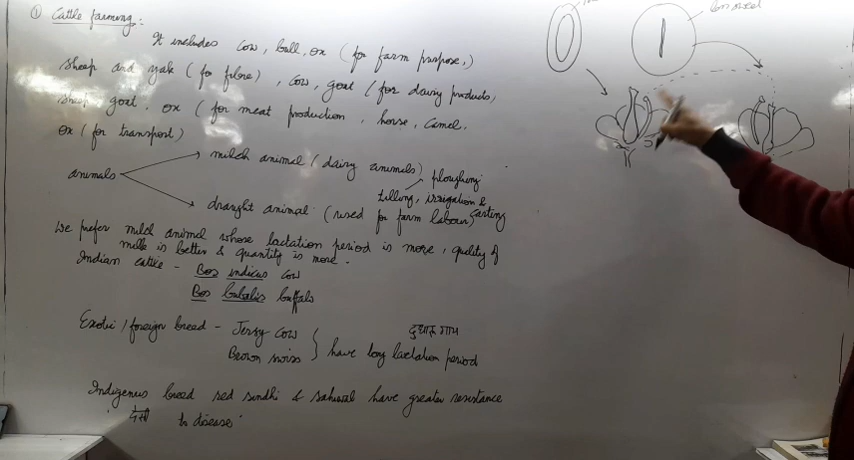 ① Cattle farming:
It includes cow, bull, ox (for farm purpose,)
sheep and yak (for fibre), cow, goat (for dairy products,
sheep, goat, ox (for meat production, horse, camel,
ox (for transport)
animals
milch animal (dairy animals)
ploughing
tilling, irrigation &
draught animal (used for farm labour) carting
We prefer milch animal whose lactation period is more, quality of
milk is better & quantity is more.
Indian cattle - Bos indicus cow
Bos bubalis buffalo
Exotic/foreign breed - Jersy cow
दुधारू गाय
Brown swiss
have long lactation period
Indigenus breed red sindhi & sahiwal have greater resistance
देसी
to disease